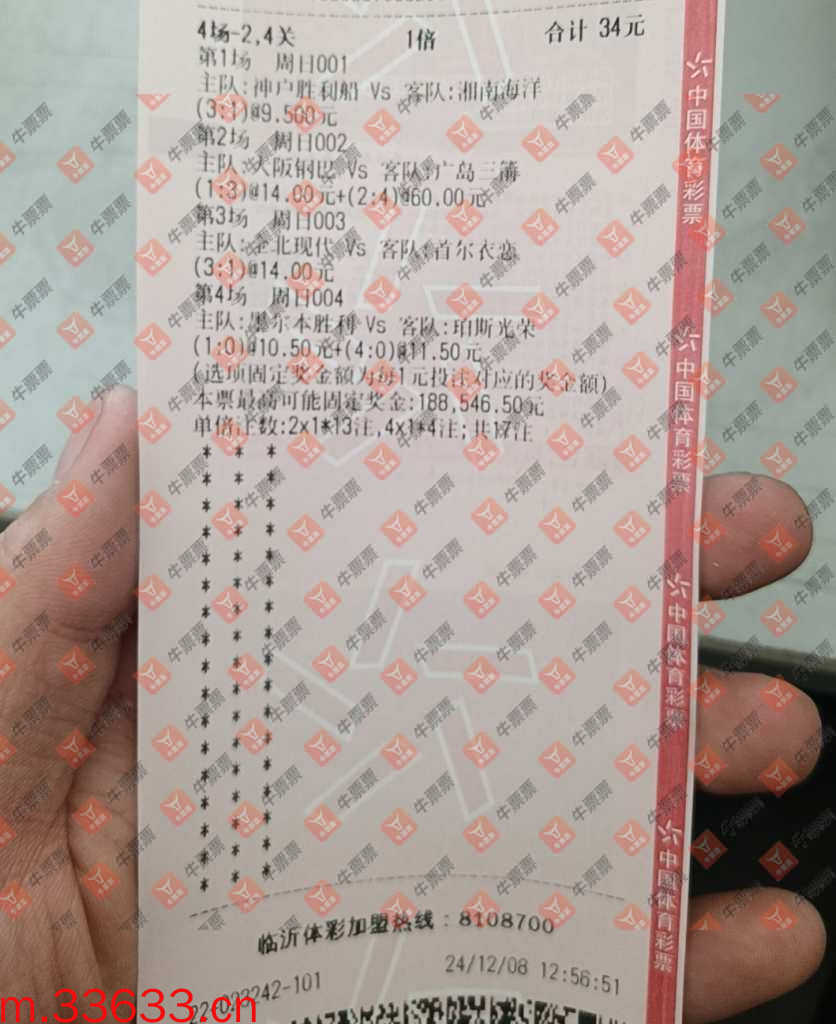 4场-2,4关 1倍 合计 34元
第1场 周日001
主队:神户胜利船 Vs 客队:湘南海洋
(3:1)@9.500元
第2场 周日002
主队:大阪钢巴 Vs 客队:广岛三箭
(1:3)@14.00元+(2:4)@60.00元
第3场 周日003
主队:全北现代 Vs 客队:首尔衣恋
(3:1)@14.00元
第4场 周日004
主队:墨尔本胜利 Vs 客队:珀斯光荣
(1:0)@10.50元+(4:0)@11.50元
(选项固定奖金额为每1元投注对应的奖金额)
本票最高可能固定奖金:188,546.50元
单倍注数:2x1*13注,4x1*4注;共17注
临沂体彩加盟热线:8108700
24/12/08 12:56:51
中国体育彩票
中国体育彩票
中国体育彩票
中国体育彩票
牛票票
m.33633.cn